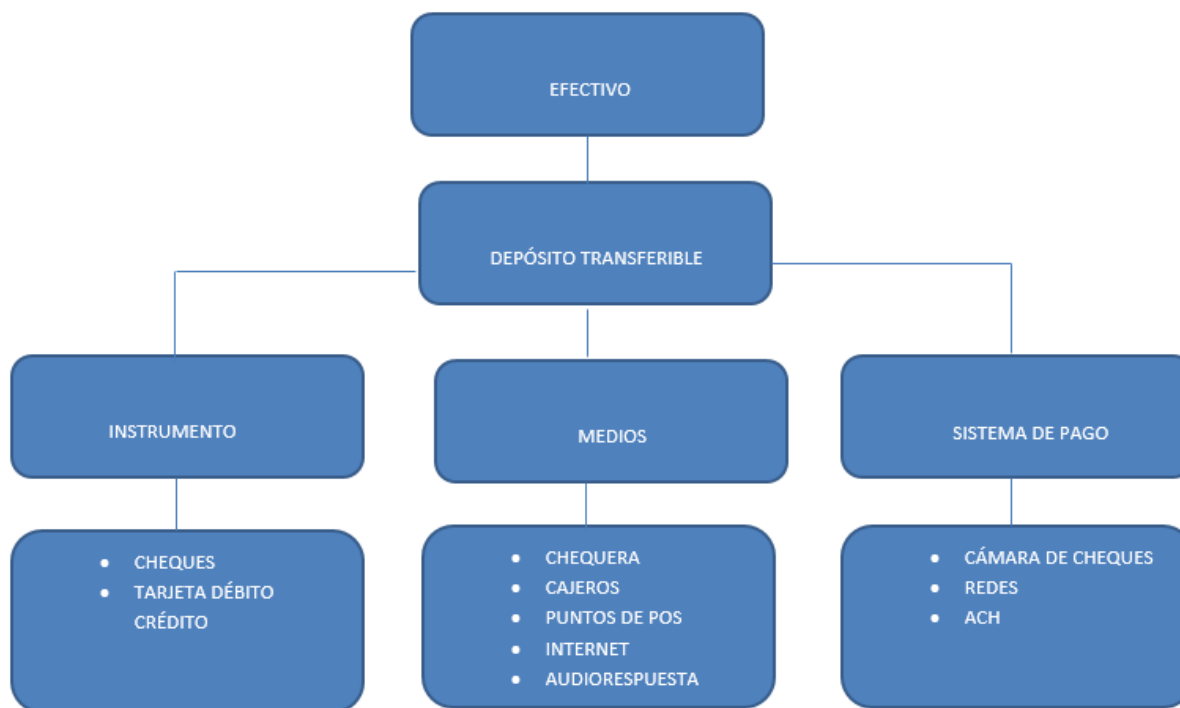 EFECTIVO
DEPÓSITO TRANSFERIBLE
INSTRUMENTO
MEDIOS
SISTEMA DE PAGO
• CHEQUES
• TARJETA DÉBITO
CRÉDITO
• CHEQUERA
• CAJEROS
• PUNTOS DE POS
• INTERNET
• AUDIORESPUESTA
• CÁMARA DE CHEQUES
• REDES
• ACH